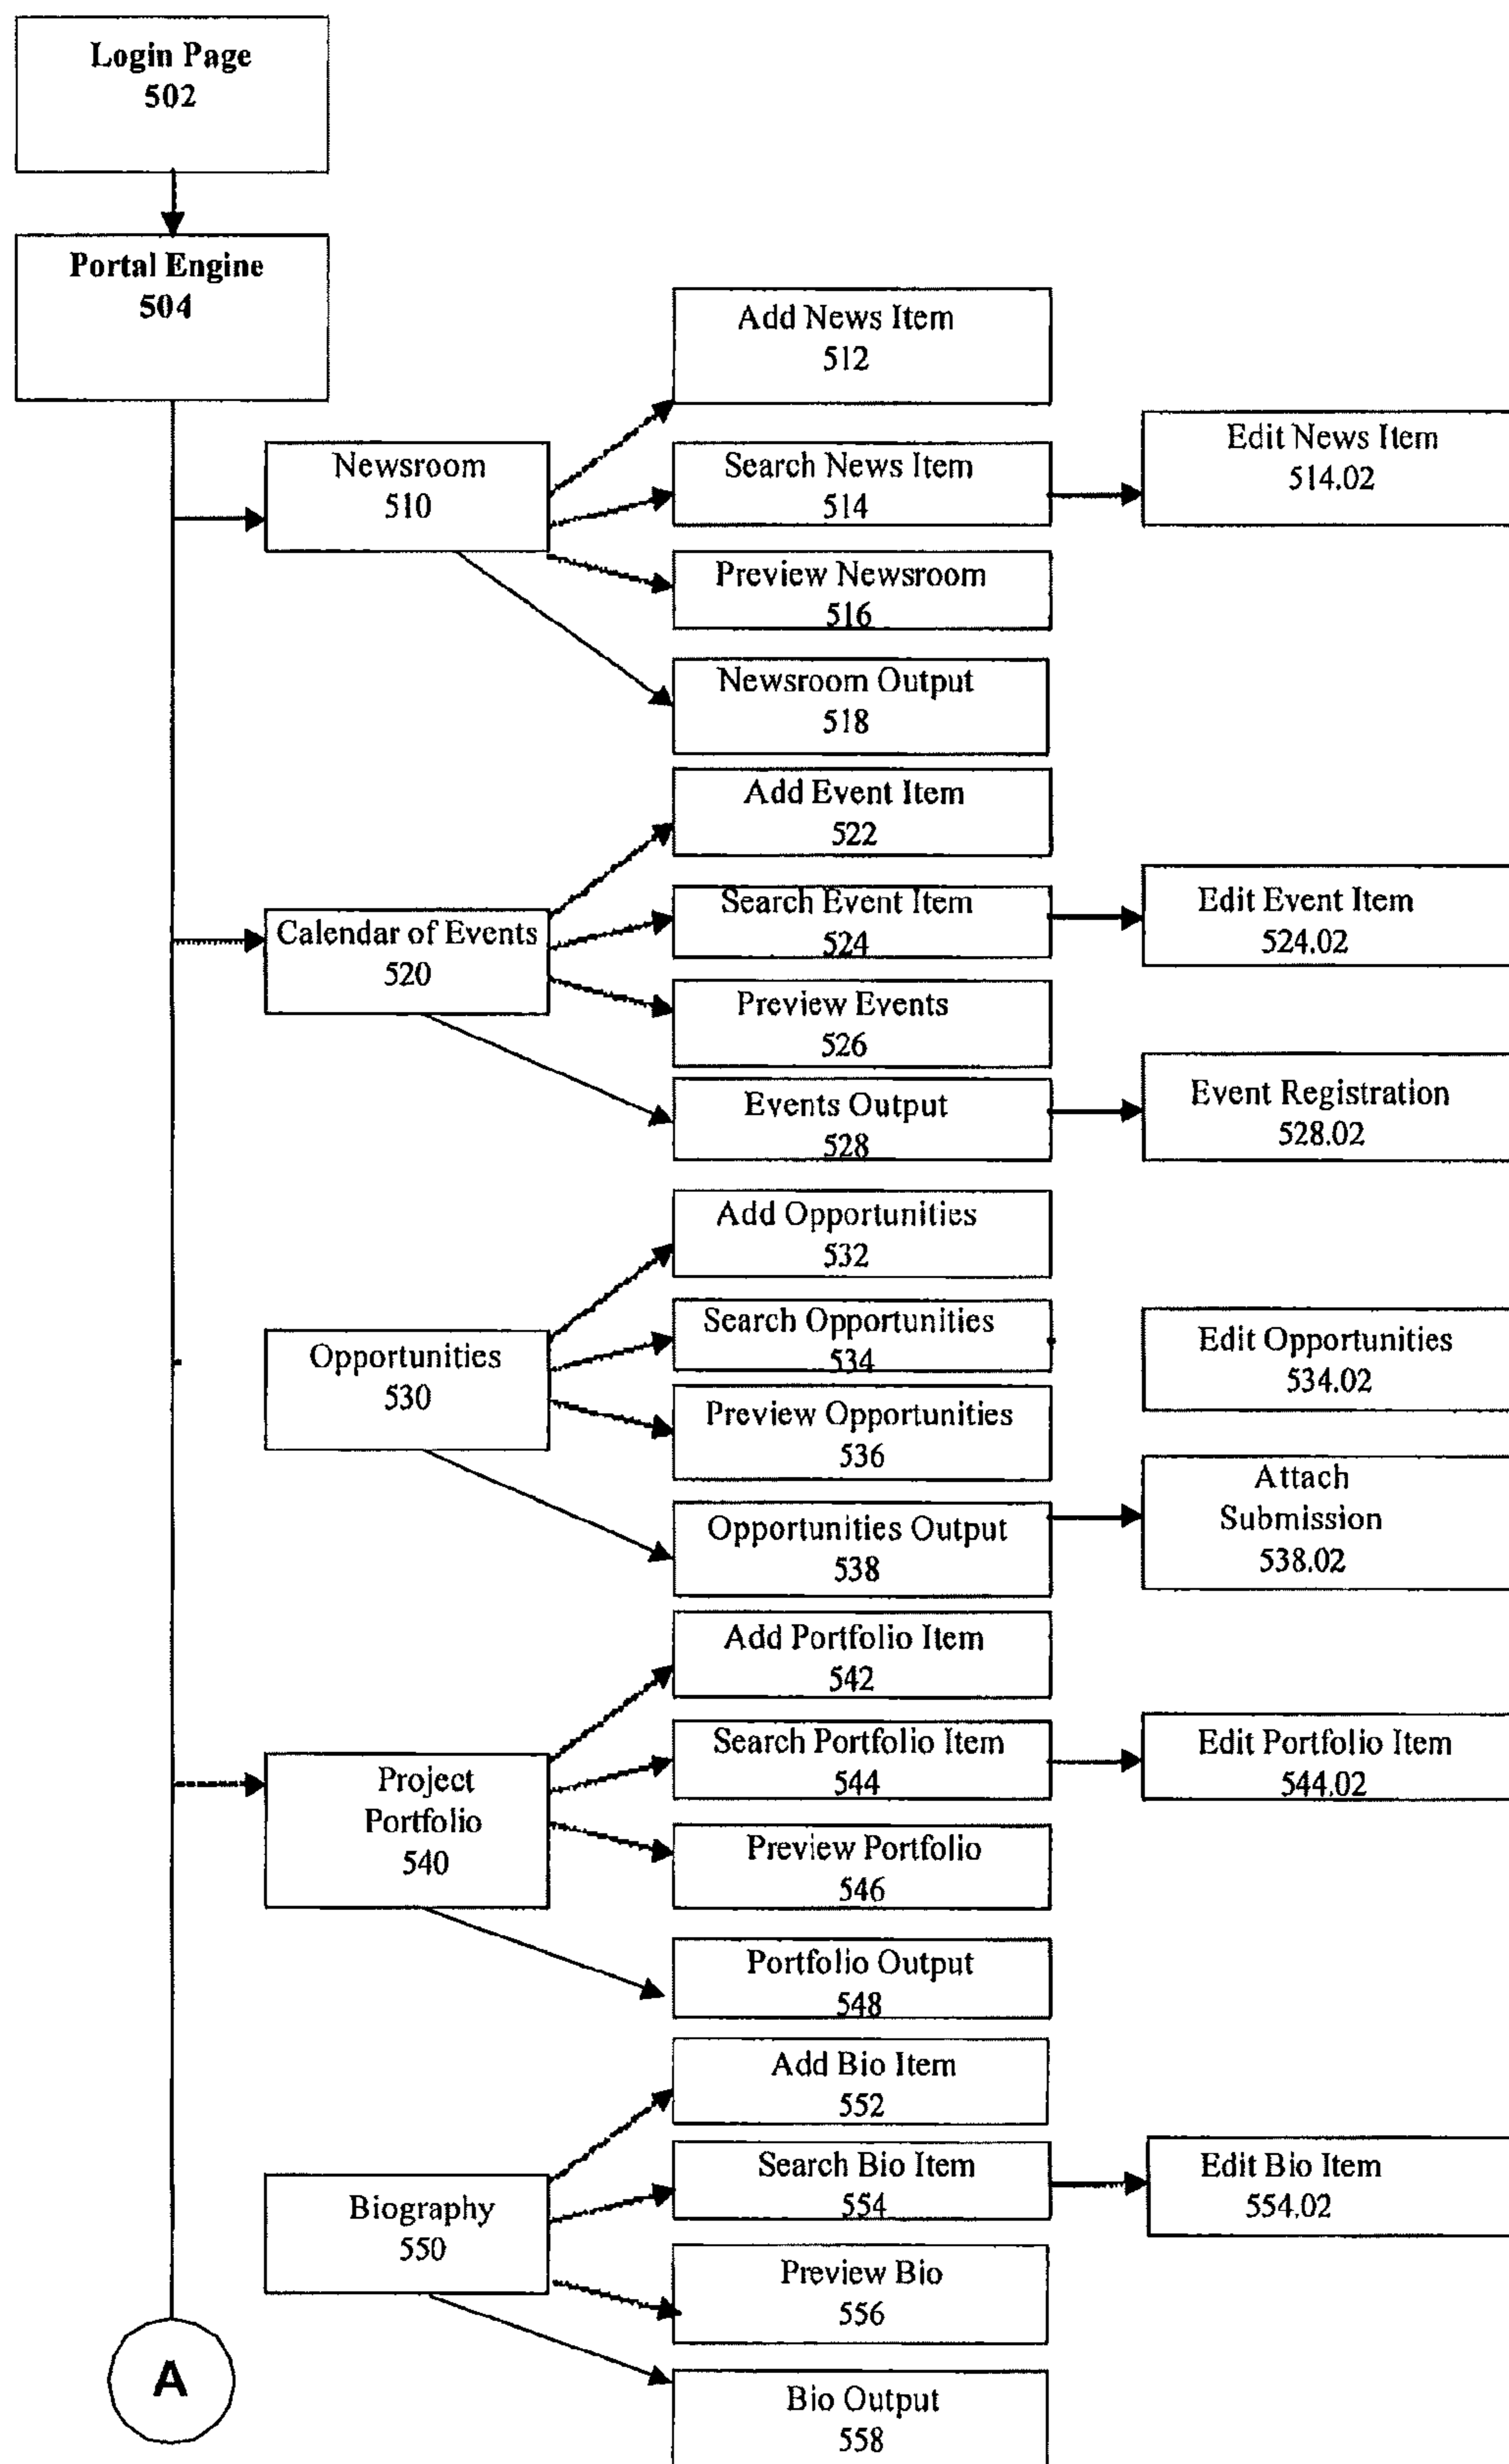 Login Page
502
Portal Engine
504
Newsroom
510
Add News Item
512
Search News Item
514
Edit News Item
514.02
Preview Newsroom
516
Newsroom Output
518
Calendar of Events
520
Add Event Item
522
Search Event Item
524
Edit Event Item
524.02
Preview Events
526
Events Output
528
Event Registration
528.02
Opportunities
530
Add Opportunities
532
Search Opportunities
534
Edit Opportunities
534.02
Preview Opportunities
536
Opportunities Output
538
Attach
Submission
538.02
Project
Portfolio
540
Add Portfolio Item
542
Search Portfolio Item
544
Edit Portfolio Item
544.02
Preview Portfolio
546
Portfolio Output
548
Biography
550
Add Bio Item
552
Search Bio Item
554
Edit Bio Item
554.02
Preview Bio
556
Bio Output
558
A